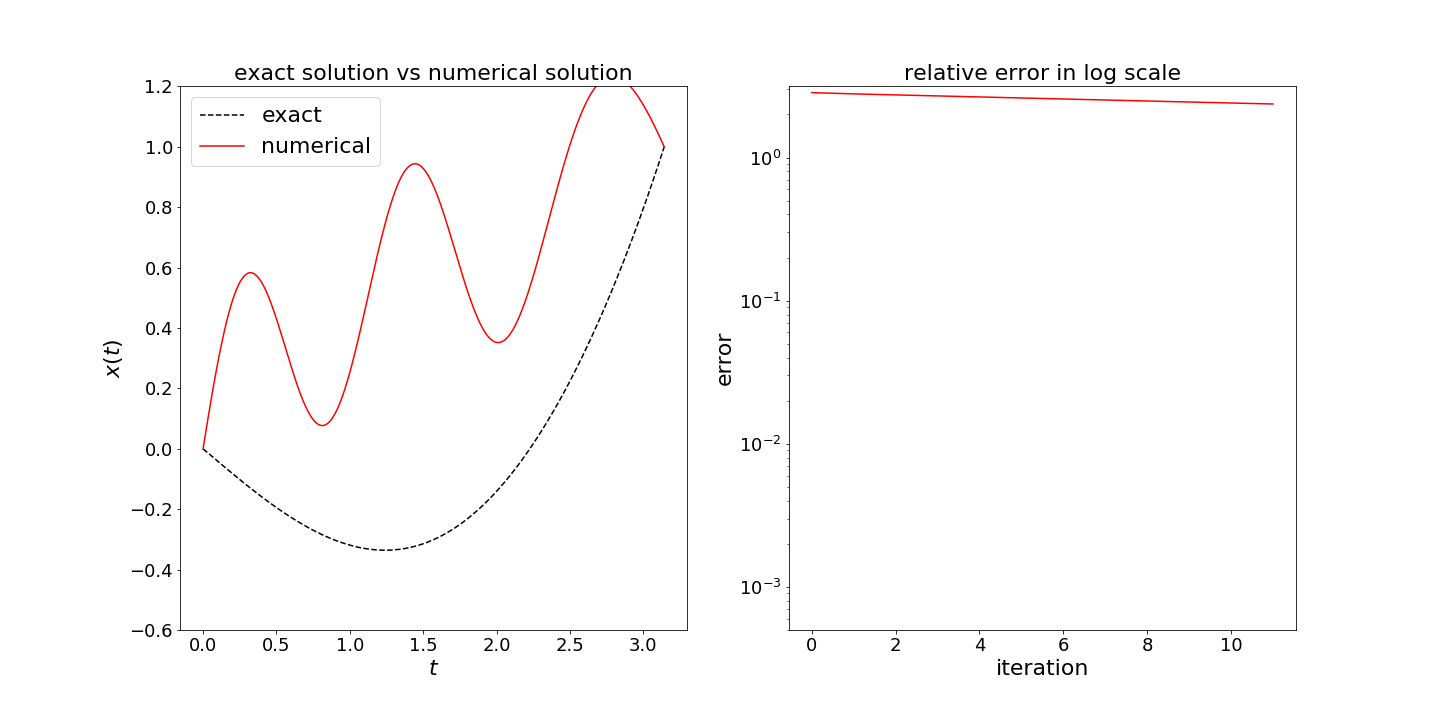 exact solution vs numerical solution
exact
numerical
1.2
1.0
0.8
0.6
0.4
0.2
0.0
−0.2
−0.4
−0.6
x(t)
0.0 0.5 1.0 1.5 2.0 2.5 3.0
t
relative error in log scale
10⁰
10⁻¹
10⁻²
10⁻³
error
0 2 4 6 8 10
iteration